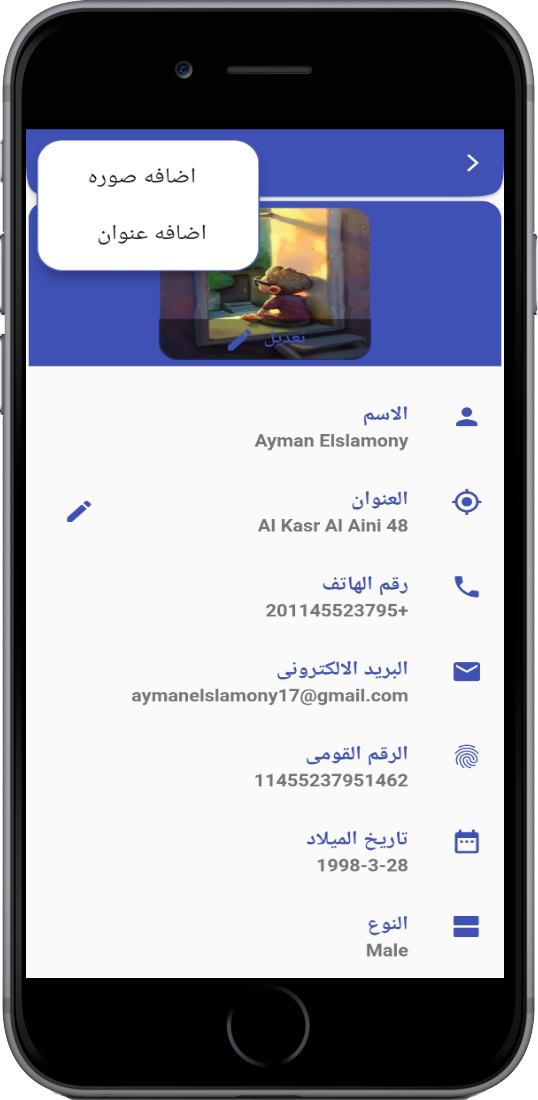 اضافه صوره
اضافه عنوان
تعديل
الاسم
Ayman Elslamony
العنوان
Al Kasr Al Aini 48
رقم الهاتف
201145523795+
البريد الالكترونى
aymanelslamony17@gmail.com
الرقم القومى
11455237951462
تاريخ الميلاد
1998-3-28
النوع
Male